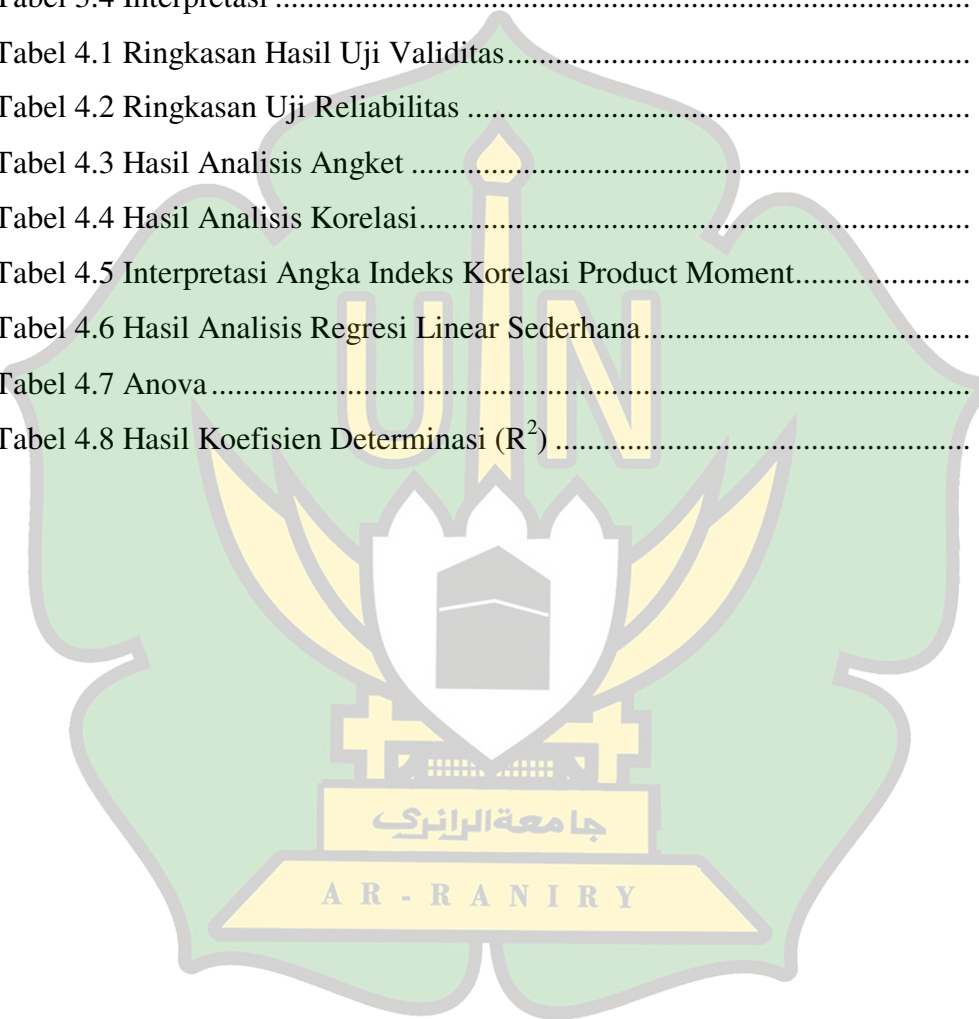 Tabel 3.4 Interpretasi ....................................................................................
Tabel 4.1 Ringkasan Hasil Uji Validitas........................................................
Tabel 4.2 Ringkasan Uji Reliabilitas .............................................................
Tabel 4.3 Hasil Analisis Angket ....................................................................
Tabel 4.4 Hasil Analisis Korelasi...................................................................
Tabel 4.5 Interpretasi Angka Indeks Korelasi Product Moment.....................
Tabel 4.6 Hasil Analisis Regresi Linear Sederhana........................................
Tabel 4.7 Anova............................................................................................
Tabel 4.8 Hasil Koefisien Determinasi (R²) ..................................................
UIN
جامعةالرانري
AR-RANIRY